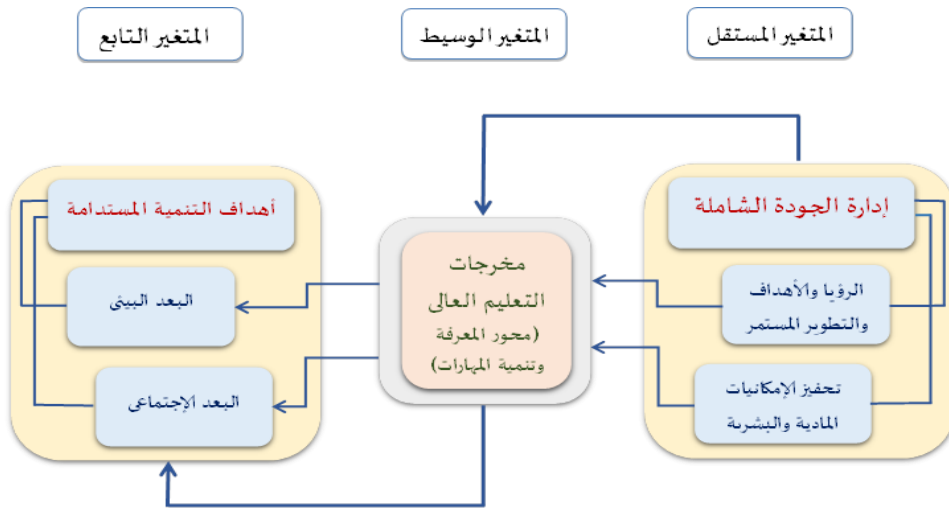 المتغير المستقل
المتغير الوسيط
المتغير التابع
إدارة الجودة الشاملة
الرؤيا والأهداف
والتطوير المستمر
تحفيز الإمكانيات
المادية والبشرية
مخرجات
التعليم العالى
(محور المعرفة
وتنمية المهارات)
أهداف التنمية المستدامة
البعد البيئى
البعد الإجتماعى